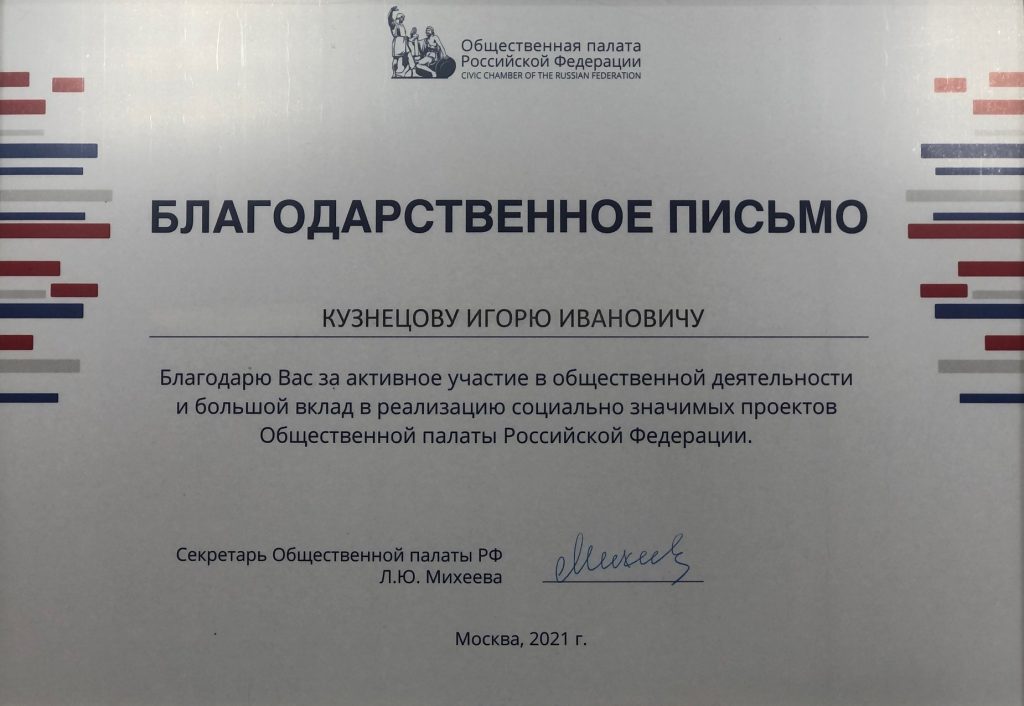 Общественная палата
Российской Федерации
CIVIC CHAMBER OF THE RUSSIAN FEDERATION
БЛАГОДАРСТВЕННОЕ ПИСЬМО
КУЗНЕЦОВУ ИГОРЮ ИВАНОВИЧУ
Благодарю Вас за активное участие в общественной деятельности
и большой вклад в реализацию социально значимых проектов
Общественной палаты Российской Федерации.
Секретарь Общественной палаты РФ
Л.Ю. Михеева
Москва, 2021 г.